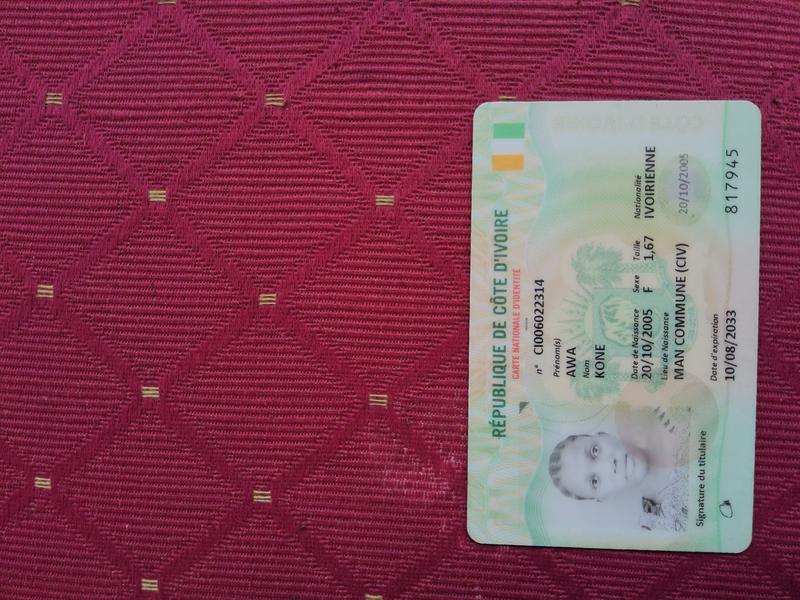 RÉPUBLIQUE DE CÔTE D'IVOIRE
CARTE NATIONALE D'IDENTITÉ
n° CI006022314
Prénom(s)
AWA
Nom
KONE
Date de Naissance Sexe Taille Nationalité
20/10/2005 F 1,67 IVOIRIENNE
Lieu de Naissance
MAN COMMUNE (CIV)
20/10/2005
Date d'expiration
10/08/2033
817945
Signature du titulaire
CÔTE D'IVOIRE